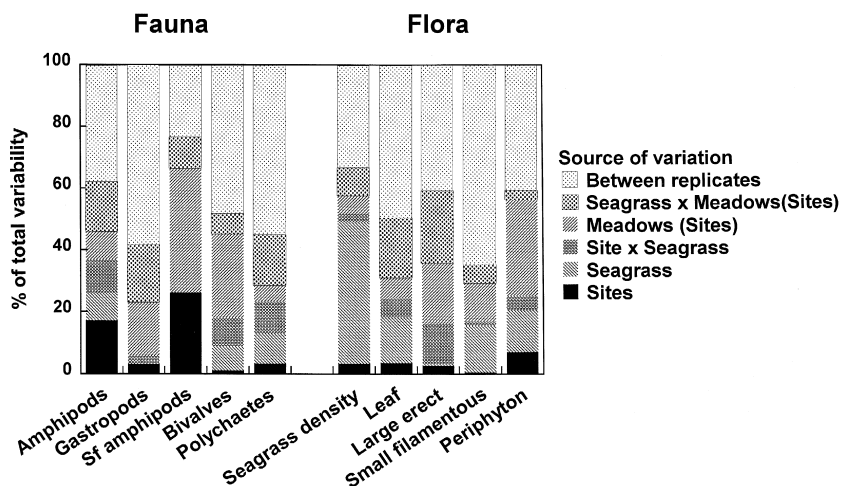 Fauna Flora
100
80
60
40
20
0
% of total variability
Amphipods
Gastropods
Sf amphipods
Bivalves
Polychaetes
Seagrass density
Leaf
Large erect
Small filamentous
Periphyton
Source of variation
Between replicates
Seagrass x Meadows(Sites)
Meadows (Sites)
Site x Seagrass
Seagrass
Sites